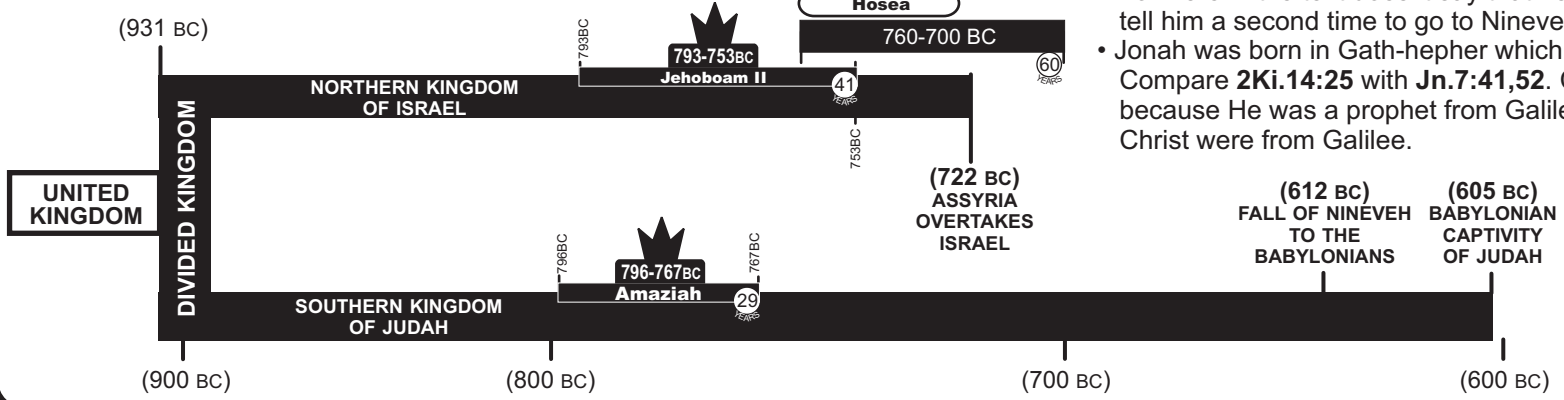 Hosea
760-700 BC
60
YEARS
(931 BC)
793BC
793-753BC
Jehoboam II
41
YEARS
753BC
NORTHERN KINGDOM
OF ISRAEL
DIVIDED KINGDOM
UNITED
KINGDOM
(722 BC)
ASSYRIA
OVERTAKES
ISRAEL
796BC
796-767BC
Amaziah
767BC
29
YEARS
SOUTHERN KINGDOM
OF JUDAH
(612 BC)
FALL OF NINEVEH
TO THE
BABYLONIANS
(605 BC)
BABYLONIAN
CAPTIVITY
OF JUDAH
(900 BC)
(800 BC)
(700 BC)
(600 BC)
tell him a second time to go to Nineve
• Jonah was born in Gath-hepher which
Compare 2Ki.14:25 with Jn.7:41,52.
because He was a prophet from Galile
Christ were from Galilee.